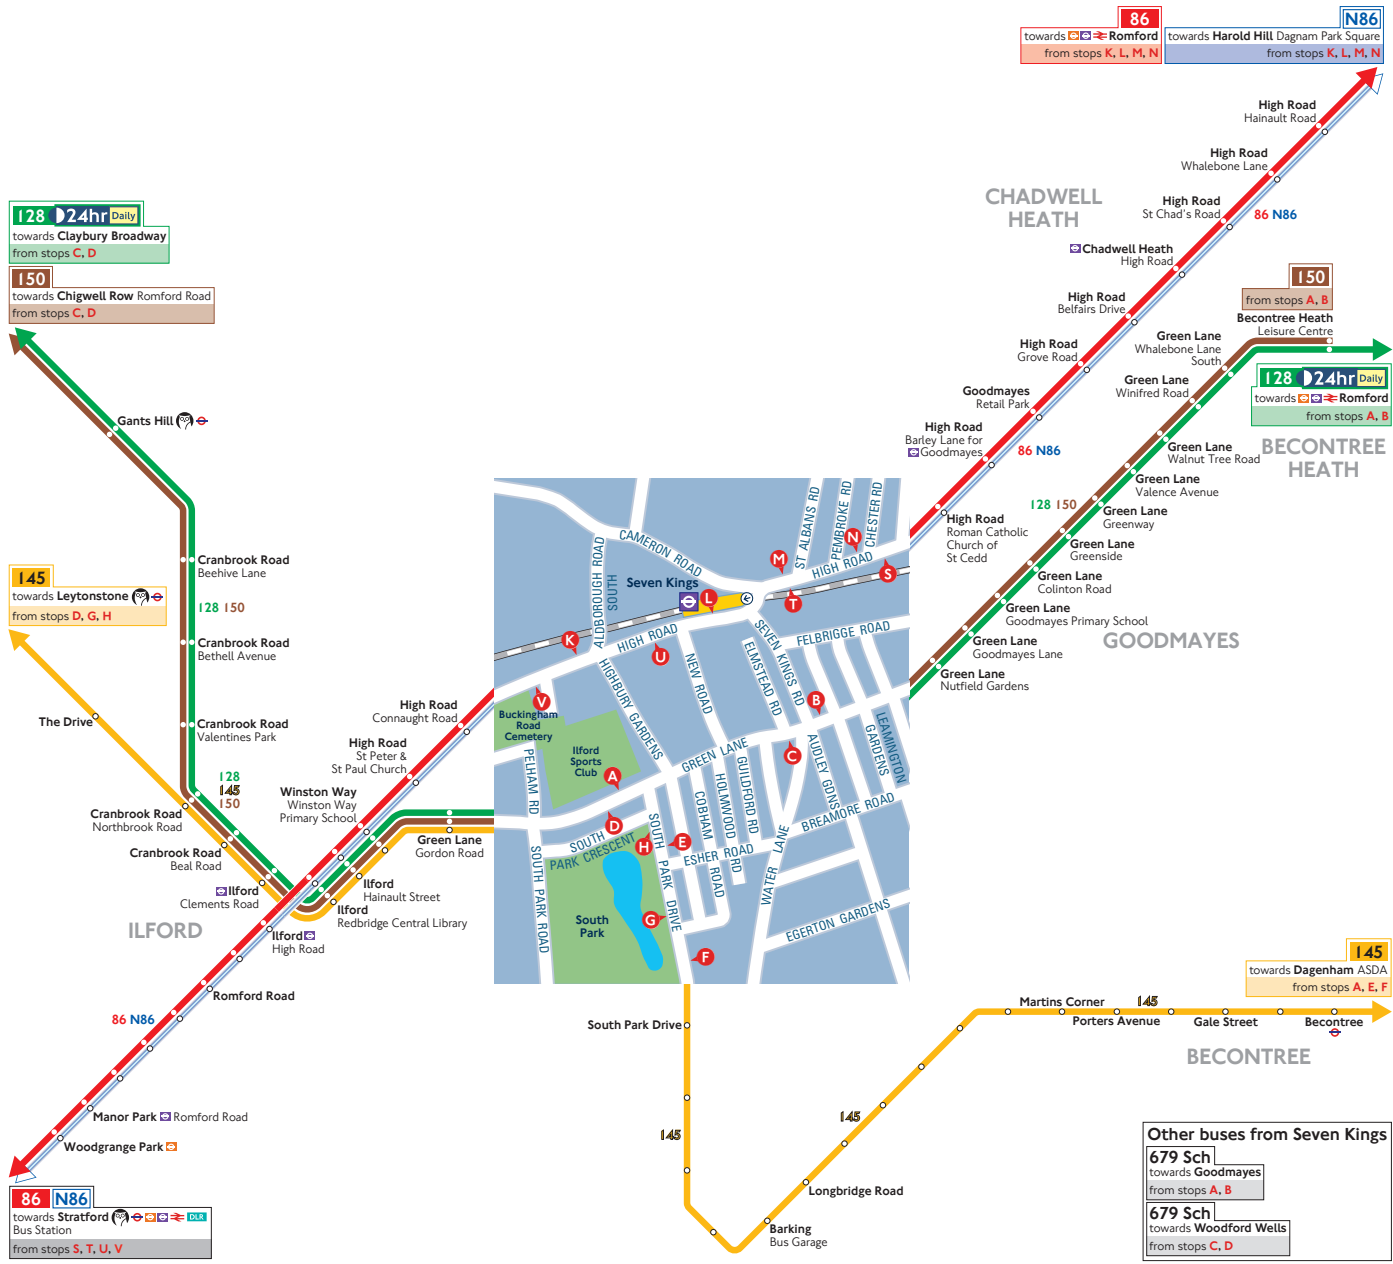 86
towards Romford
from stops K, L, M, N
N86
towards Harold Hill Dagnam Park Square
from stops K, L, M, N
High Road
Hainault Road
High Road
Whalebone Lane
High Road
St Chad's Road
86 N86
CHADWELL
HEATH
Chadwell Heath
High Road
High Road
Belfairs Drive
High Road
Grove Road
Goodmayes
Retail Park
High Road
Barley Lane for
Goodmayes
86 N86
High Road
Roman Catholic
Church of
St Cedd
128 24hr Daily
towards Claybury Broadway
from stops C, D
150
towards Chigwell Row Romford Road
from stops C, D
Gants Hill
Cranbrook Road
Beehive Lane
128 150
Cranbrook Road
Bethell Avenue
Cranbrook Road
Valentines Park
128
145
150
145
towards Leytonstone
from stops D, G, H
The Drive
Cranbrook Road
Northbrook Road
Cranbrook Road
Beal Road
Ilford
Clements Road
ILFORD
High Road
Connaught Road
High Road
St Peter &
St Paul Church
Winston Way
Winston Way
Primary School
Green Lane
Gordon Road
Ilford
Hainault Street
Ilford
Redbridge Central Library
Ilford
High Road
Romford Road
86 N86
Manor Park Romford Road
Woodgrange Park
86 N86
towards Stratford DLR
Bus Station
from stops S, T, U, V
150
from stops A, B
Becontree Heath
Leisure Centre
Green Lane
Whalebone Lane
South
Green Lane
Winifred Road
128 24hr Daily
towards Romford
from stops A, B
BECONTREE
HEATH
Green Lane
Walnut Tree Road
Green Lane
Valence Avenue
128 150
Green Lane
Greenway
Green Lane
Greenside
Green Lane
Colinton Road
Green Lane
Goodmayes Primary School
GOODMAYES
Green Lane
Goodmayes Lane
Green Lane
Nutfield Gardens
CAMERON ROAD
ALDBOROUGH ROAD
SOUTH
ST ALBANS RD
PEMBROKE RD
CHESTER RD
HIGH ROAD
Seven Kings
M
N
S
L
T
K
HIGH ROAD
U
SEVEN KINGS RD
FELBRIGGE ROAD
ELMSTEAD RD
NEW ROAD
HIGHBURY GARDENS
V
B
Buckingham
Road
Cemetery
Ilford
Sports
Club
PELHAM RD
GREEN LANE
C
A
GUILDFORD RD
HOLMWOOD RD
COBHAM ROAD
AUDLEY GDNS
LEAMINGTON
GARDENS
BREAMORE ROAD
D
SOUTH
PARK CRESCENT
SOUTH PARK DRIVE
H
E
ESHER ROAD
WATER LANE
SOUTH PARK ROAD
South
Park
G
EGERTON GARDENS
F
South Park Drive
145
145
Barking
Bus Garage
Longbridge Road
Martins Corner
145
Porters Avenue
Gale Street
Becontree
145
towards Dagenham ASDA
from stops A, E, F
BECONTREE
Other buses from Seven Kings
679 Sch
towards Goodmayes
from stops A, B
679 Sch
towards Woodford Wells
from stops C, D